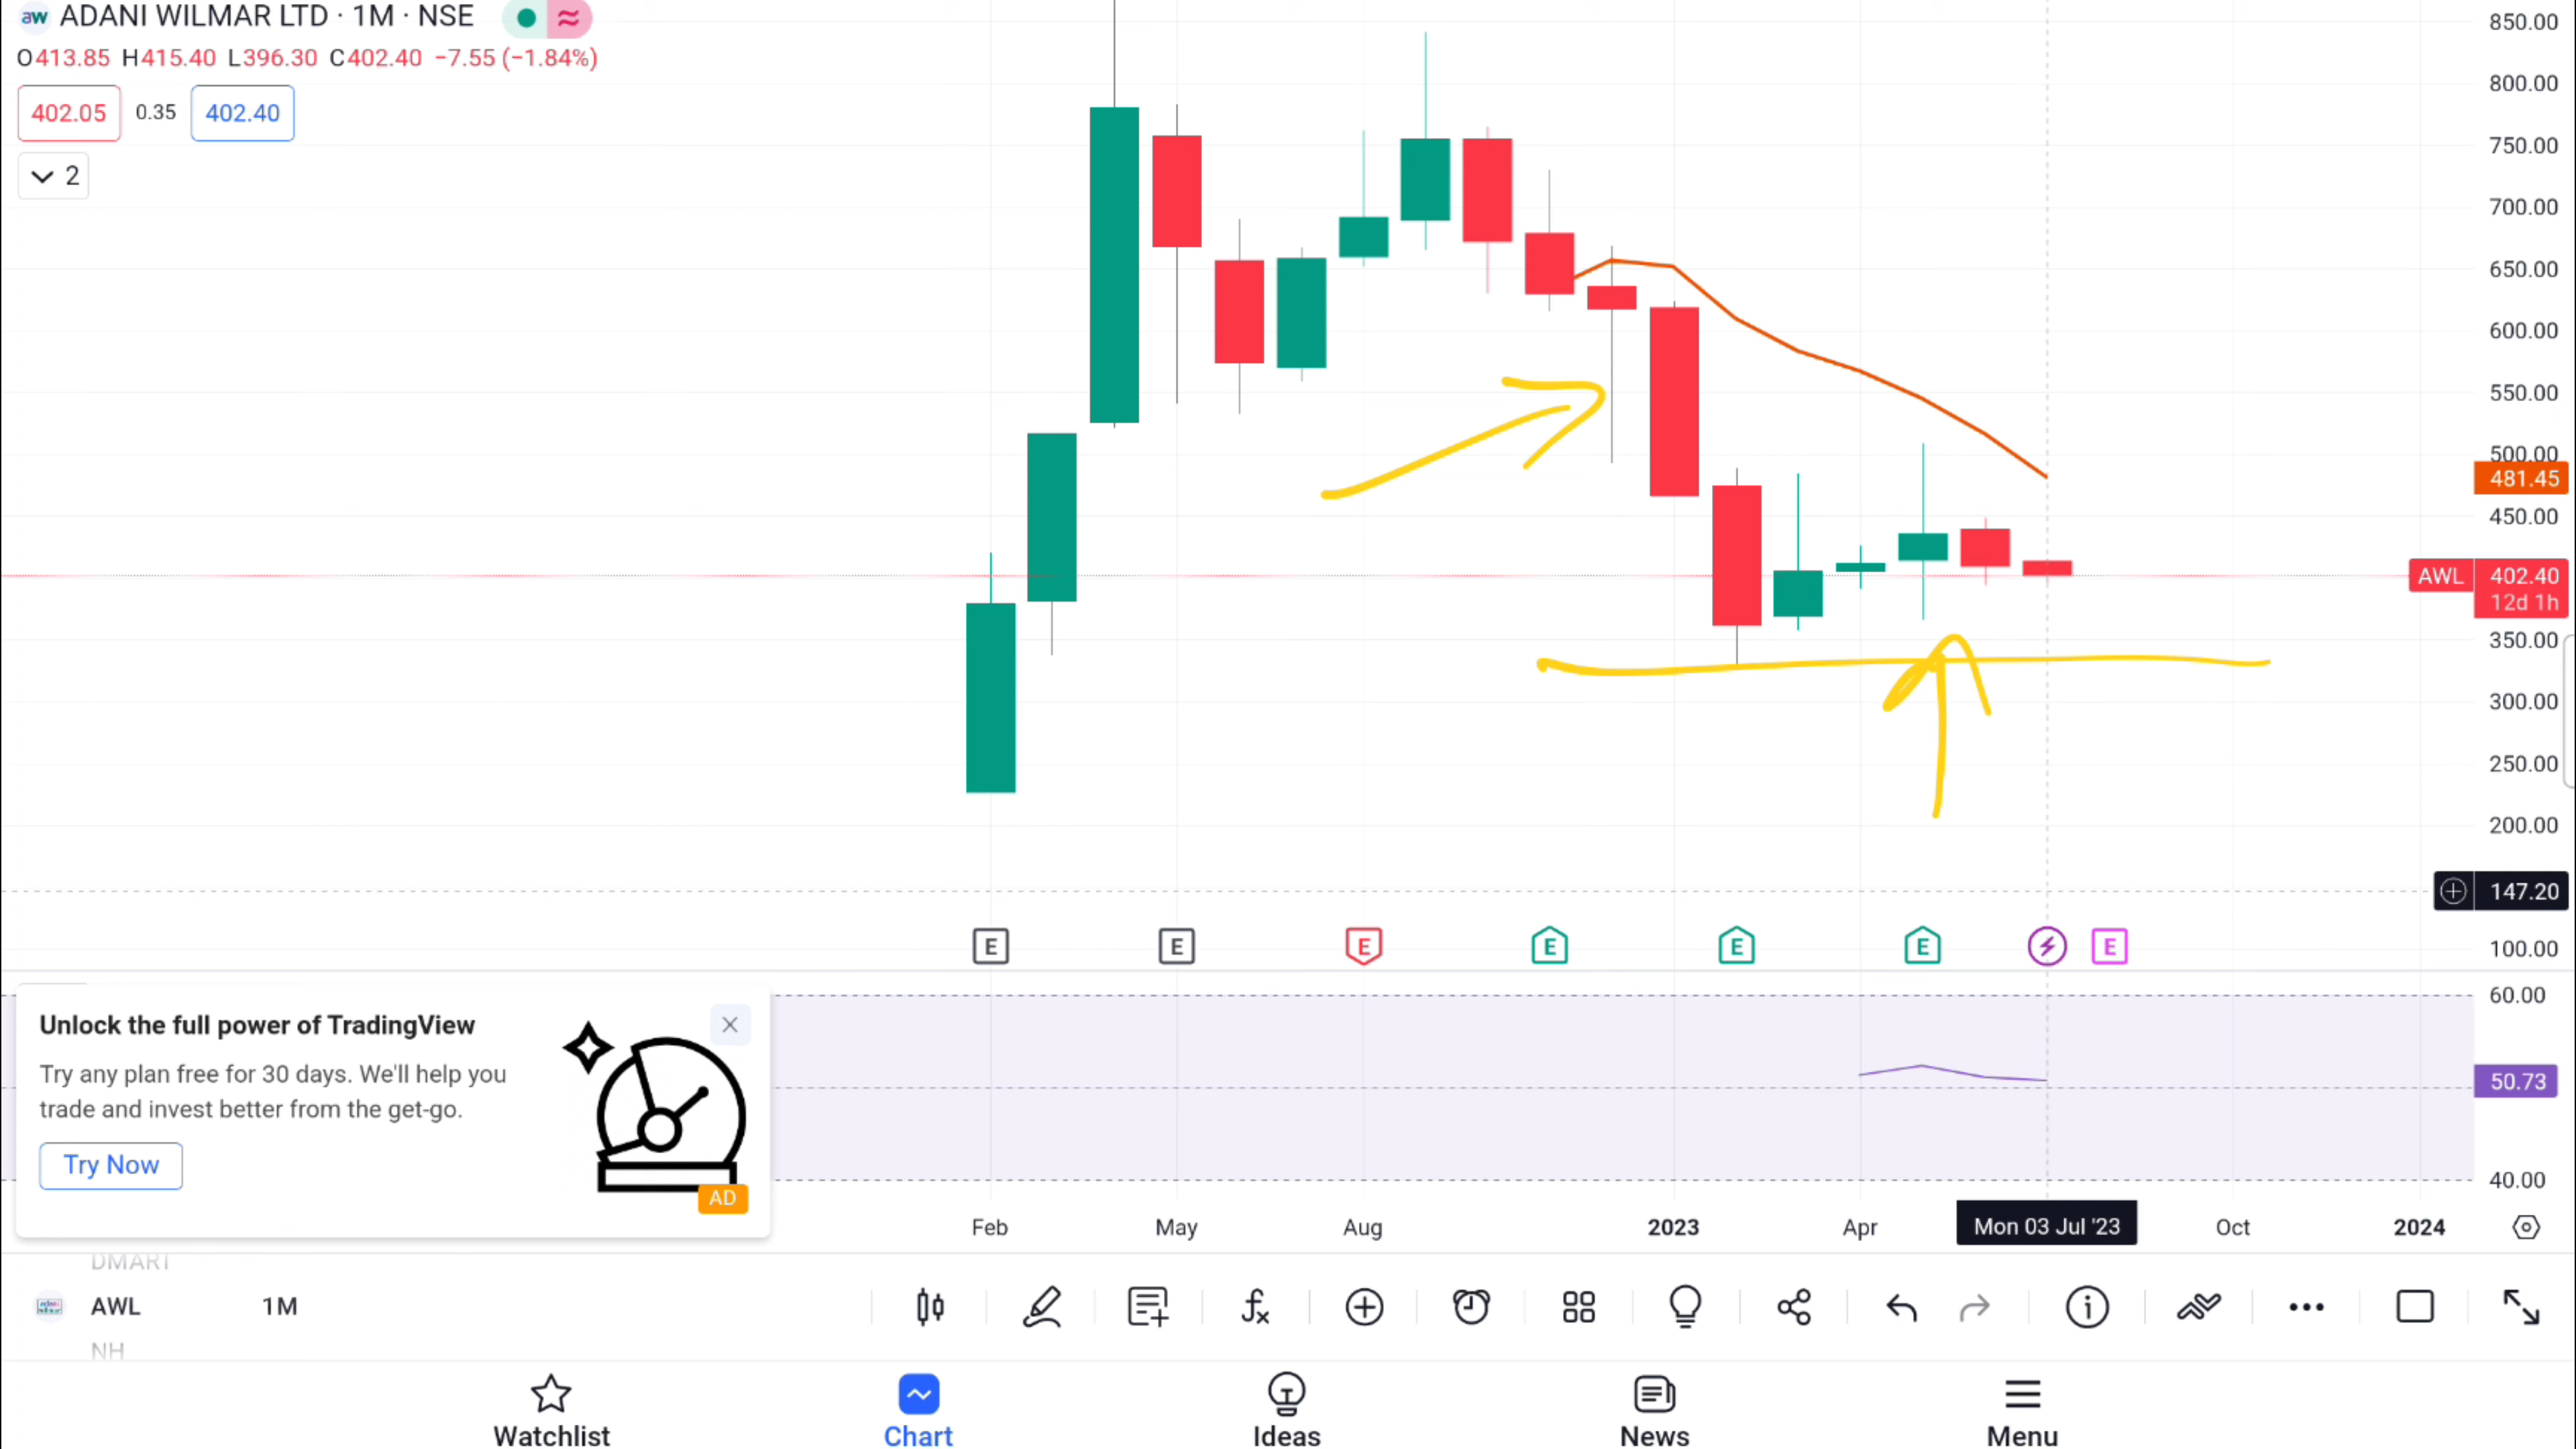 aw ADANI WILMAR LTD · 1M · NSE
O413.85 H415.40 L396.30 C402.40 −7.55 (−1.84%)
402.05 0.35 402.40
2
850.00
800.00
750.00
700.00
650.00
600.00
550.00
500.00
481.45
450.00
AWL 402.40
12d 1h
350.00
300.00
250.00
200.00
147.20
E E E E E E E
100.00
60.00
50.73
40.00
Unlock the full power of TradingView
Try any plan free for 30 days. We'll help you
trade and invest better from the get-go.
Try Now
AD
Feb May Aug 2023 Apr Mon 03 Jul '23 Oct 2024
DMART
AWL 1M
NH
Watchlist Chart Ideas News Menu